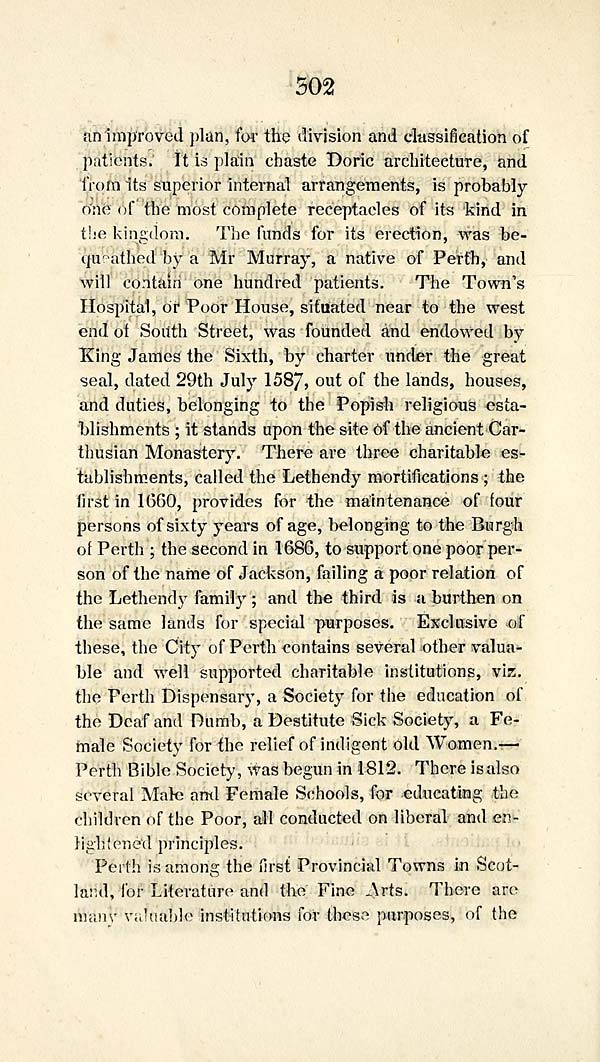 302
an improved plan, for the division and classification of
patients. It is plain chaste Doric architecture, and
from its superior internal arrangements, is probably
one of the most complete receptacles of its kind in
the kingdom. The funds for its erection, was be-
queathed by a Mr Murray, a native of Perth, and
will contain one hundred patients. The Town's
Hospital, or Poor House, situated near to the west
end of South Street, was founded and endowed by
King James the Sixth, by charter under the great
seal, dated 29th July 1587, out of the lands, houses,
and duties, belonging to the Popish religious esta-
blishments ; it stands upon the site of the ancient Car-
thusian Monastery. There are three charitable es-
tablishments, called the Lethendy mortifications ; the
first in 1660, provides for the maintenance of four
persons of sixty years of age, belonging to the Burgh
of Perth ; the second in 1686, to support one poor per-
son of the name of Jackson, failing a poor relation of
the Lethendy family ; and the third is a burthen on
the same lands for special purposes. Exclusive of
these, the City of Perth contains several other valua-
ble and well supported charitable institutions, viz.
the Perth Dispensary, a Society for the education of
the Deaf and Dumb, a Destitute Sick Society, a Fe-
male Society for the relief of indigent old Women.—
Perth Bible Society, was begun in 1812. There is also
several Male and Female Schools, for educating the
children of the Poor, all conducted on liberal and en-
lightened principles.
Perth is among the first Provincial Towns in Scot-
land, for Literature and the Fine Arts. There are
many valuable institutions for these purposes, of the